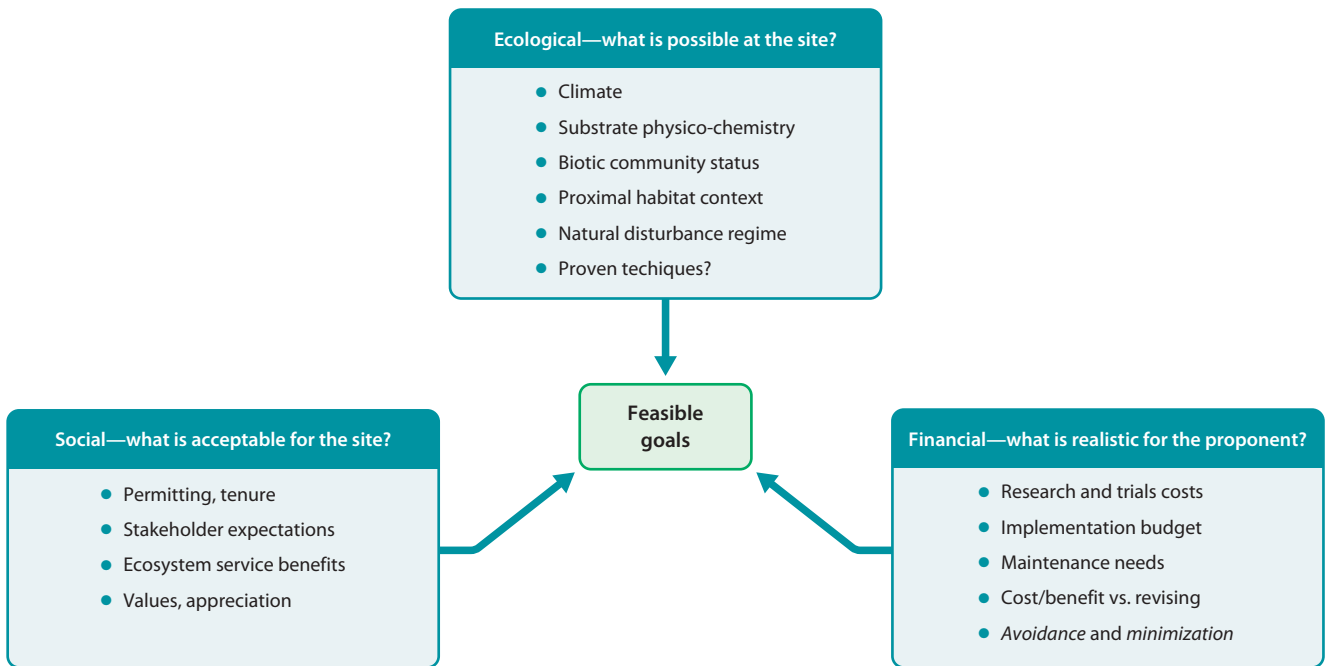 Ecological—what is possible at the site?
Climate
Substrate physico-chemistry
Biotic community status
Proximal habitat context
Natural disturbance regime
Proven techiques?
Feasible
goals
Social—what is acceptable for the site?
Permitting, tenure
Stakeholder expectations
Ecosystem service benefits
Values, appreciation
Financial—what is realistic for the proponent?
Research and trials costs
Implementation budget
Maintenance needs
Cost/benefit vs. revising
Avoidance and minimization